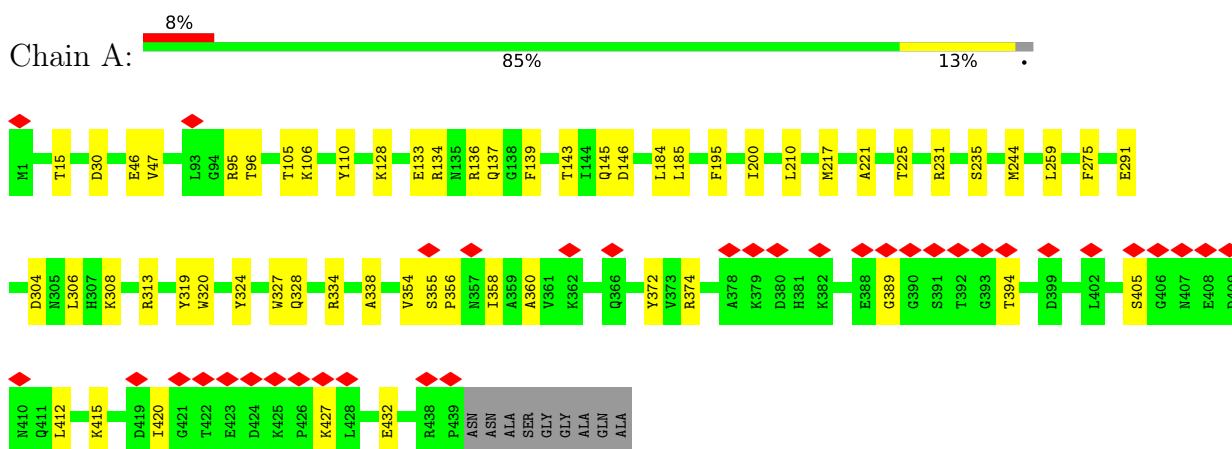 8%
Chain A:
85% 13% •
M1 T15 D30 E46 V47 L93 G94 R95 T96 T105 K106 Y110 K128 E133 R134 N135 R136 Q137 G138 F139 T143 I144 Q145 D146 L184 L185 F195 I200 L210 M217 A221 T225 R231 S235 M244 L259 F275 E291
D304 N305 L306 H307 K308 R313 Y319 W320 Y324 W327 Q328 R334 A338 V354 S355 P356 N357 I358 A359 A360 V361 K362 Q366 Y372 V373 R374 A378 K379 D380 H381 K382 E388 G389 G390 S391 T392 G393 T394 D399 L402 S405 G406 N407 E408
N410 Q411 L412 K415 D419 I420 G421 T422 E423 D424 K425 P426 K427 L428 E432 R438 P439 ASN ASN ALA SER GLY GLY ALA GLN ALA